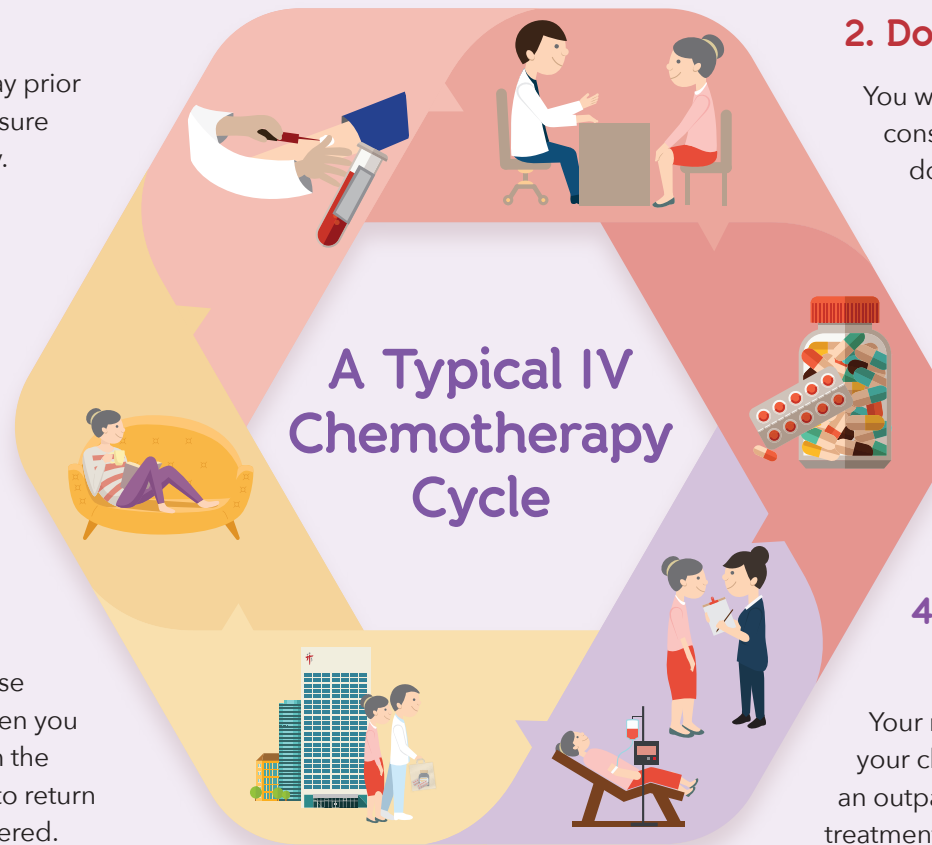 ay prior
sure
y.
2. Do
You w
cons
do
A Typical IV
Chemotherapy
Cycle
se
en you
n the
to return
ered.
4
Your
your
an outpa
treatment